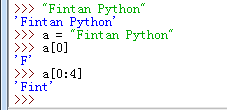 >>> "Fintan Python"
'Fintan Python'
>>> a = "Fintan Python"
>>> a[0]
'F'
>>> a[0:4]
'Fint'
>>>